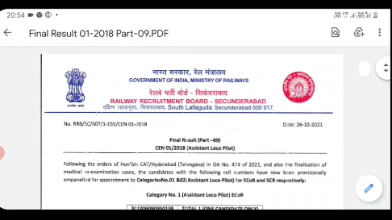 20:54
Final Result 01-2018 Part-09.PDF
भारत सरकार, रेल मंत्रालय
GOVERNMENT OF INDIA, MINISTRY OF RAILWAYS
रेलवे भर्ती बोर्ड - सिकंदराबाद
RAILWAY RECRUITMENT BOARD - SECUNDERABAD
South Lallaguda, Secunderabad 500 017
Date: 26-10-2021
Final Result (Part -09)
CEN 01/2018 (Assistant Loco Pilot)
Following the orders of Hon'ble CAT/Hyderabad (Telangana) in OA No. 474 of 2021, and also the finalisation
of medical re-examination cases, the candidates with the following roll numbers have now been provisionally
empanelled for appointment to Categories No.01 &02 (Assistant Loco Pilot) for ECoR and SCR respectively:
Category No. 1 (Assistant Loco Pilot) ECoR
TOTAL 1 (ONE CANDIDATE ONLY)